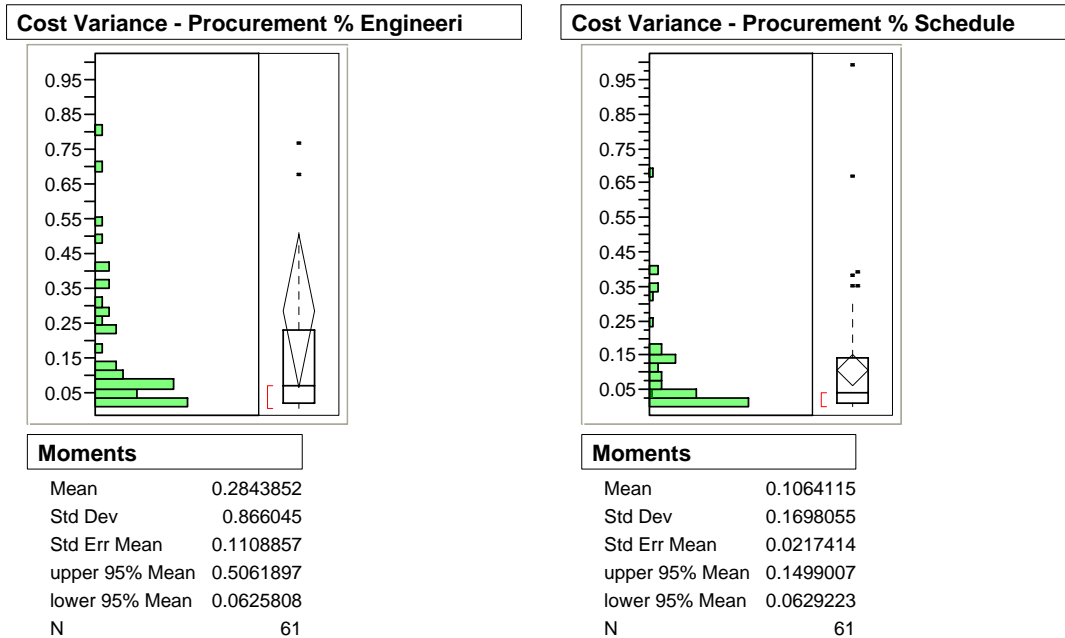 Cost Variance - Procurement % Engineeri
0.95
0.85
0.75
0.65
0.55
0.45
0.35
0.25
0.15
0.05
Moments
Mean 0.2843852
Std Dev 0.866045
Std Err Mean 0.1108857
upper 95% Mean 0.5061897
lower 95% Mean 0.0625808
N 61
Cost Variance - Procurement % Schedule
0.95
0.85
0.75
0.65
0.55
0.45
0.35
0.25
0.15
0.05
Moments
Mean 0.1064115
Std Dev 0.1698055
Std Err Mean 0.0217414
upper 95% Mean 0.1499007
lower 95% Mean 0.0629223
N 61